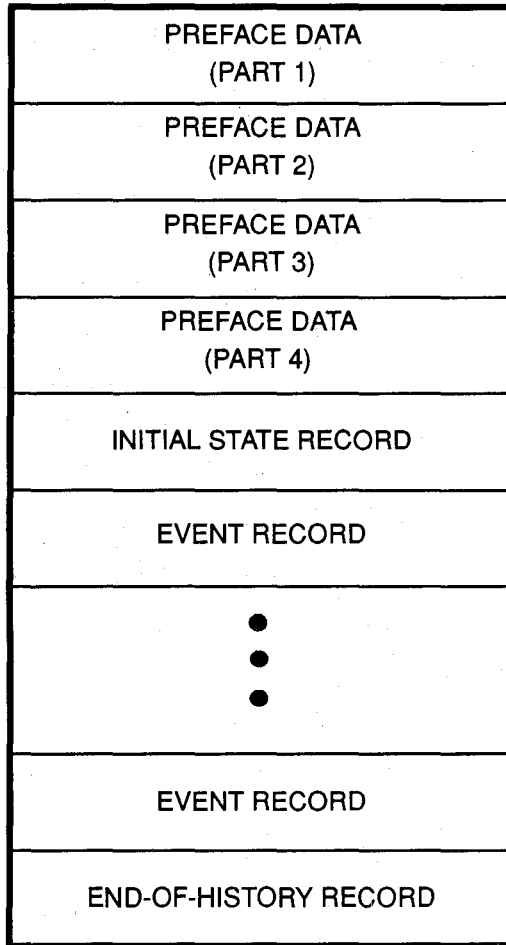 PREFACE DATA
(PART 1)
PREFACE DATA
(PART 2)
PREFACE DATA
(PART 3)
PREFACE DATA
(PART 4)
INITIAL STATE RECORD
EVENT RECORD
EVENT RECORD
END-OF-HISTORY RECORD